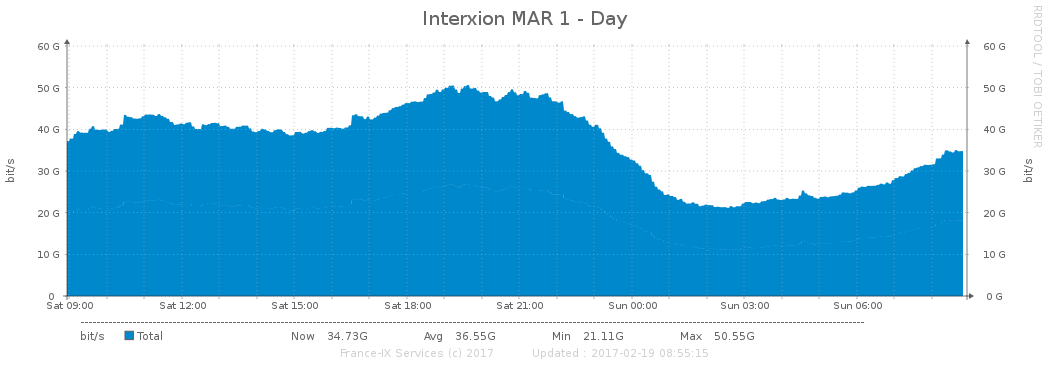 Interxion MAR 1 - Day
RRDTOOL / TOBI OETIKER
bit/s
60 G
50 G
40 G
30 G
20 G
10 G
0
60 G
50 G
40 G
30 G
20 G
10 G
0 G
bit/s
Sat 09:00 Sat 12:00 Sat 15:00 Sat 18:00 Sat 21:00 Sun 00:00 Sun 03:00 Sun 06:00
bit/s Total Now 34.73G Avg 36.55G Min 21.11G Max 50.55G
France-IX Services (c) 2017 Updated : 2017-02-19 08:55:15